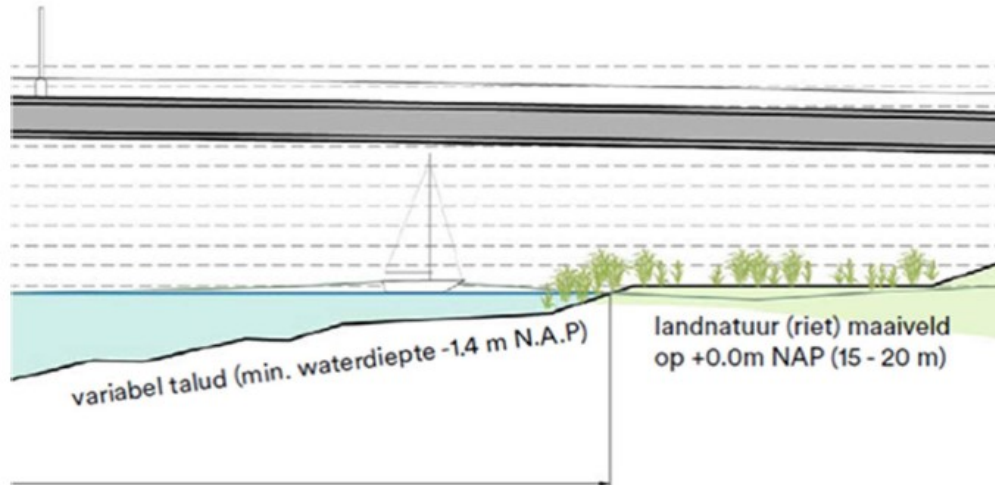 variabel talud (min. waterdiepte -1.4 m N.A.P)
landnatuur (riet) maaiveld
op +0.0m NAP (15 - 20 m)